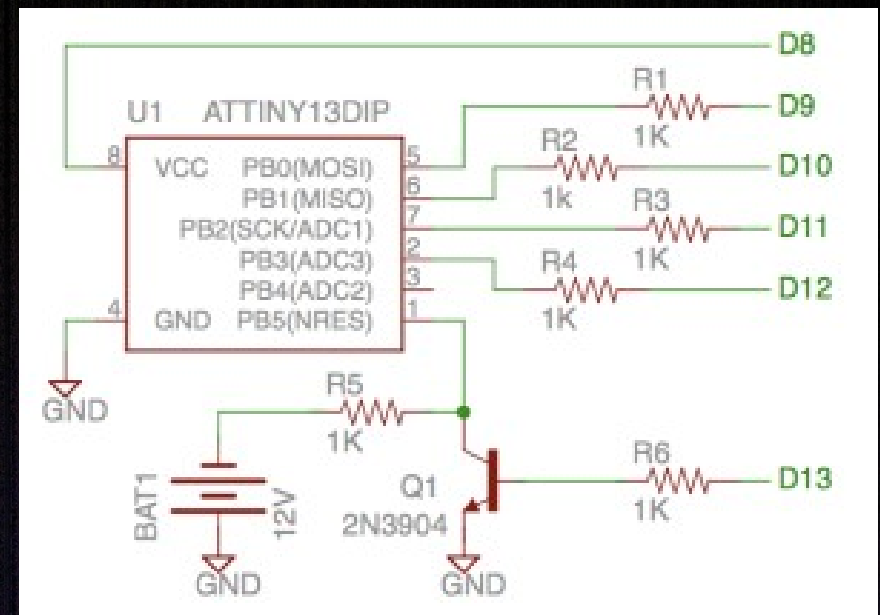 D8
R1
D9
1K
U1 ATTINY13DIP
R2
1k
D10
8 VCC PB0(MOSI) 5
PB1(MISO) 6
PB2(SCK/ADC1) 7
R3
1K
D11
PB3(ADC3) 2
R4
1K
D12
PB4(ADC2) 3
4 GND PB5(NRES) 1
GND
R5
1K
BAT1
12V
GND
Q1
2N3904
GND
R6
1K
D13